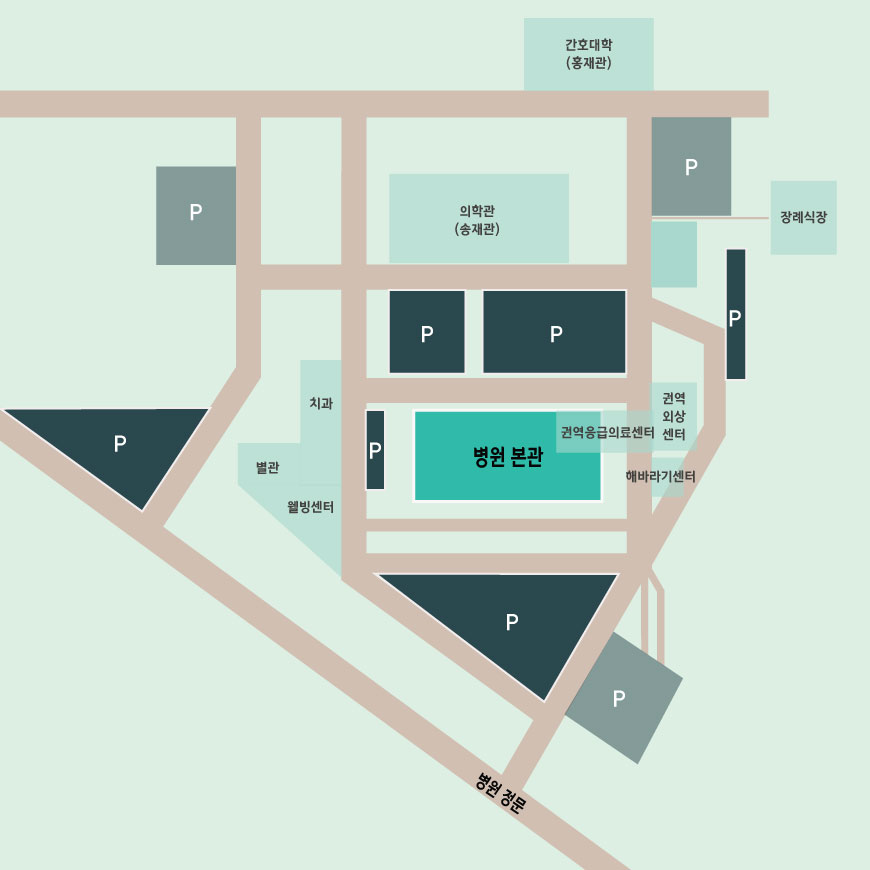 간호대학
(홍재관)
P
P
의학관
(송재관)
장례식장
P
P
P
치과
권역
외상
센터
P
P
권역응급의료센터
병원 본관
별관
해바라기센터
웰빙센터
P
P
병원 정문